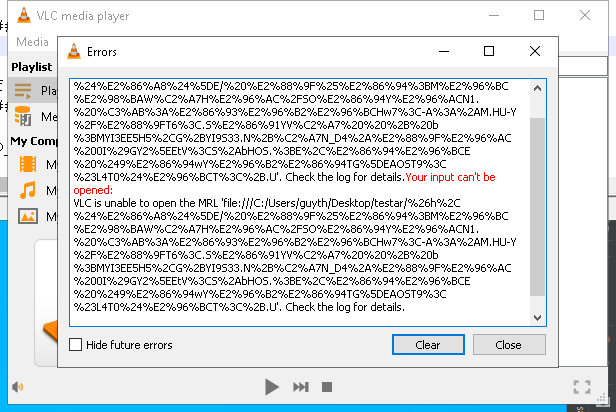 VLC media player
Media
Errors
Playlist
My Comp
%24%E2%86%A8%24%5DE/%20%E2%88%9F%25%E2%86%94%3BM%E2%96%BC
%E2%98%BAW%C2%A7H%E2%96%AC%2FSO%E2%86%94Y%E2%96%ACN1.
%20%C3%AB%3A%E2%86%93%E2%96%B2%E2%96%BCHw7%3C-A%3A%2AM.HU-Y
%2F%E2%88%9FT6%3C.S%E2%86%91YV%C2%A7%20%20%2B%20b
%3BMYI3EE5H5%2CG%2BYI9533.N%2B%C2%A7N_D4%2A%E2%88%9F%E2%96%AC
%200I%29GY2%5EEtV%3CS%2AbHOS.%3BE%2C%E2%86%94%E2%96%BCE
%20%249%E2%86%94wY%E2%96%B2%E2%86%94TG%5DEAOST9%3C
%23L4T0%24%E2%96%BCT%3C%2B.U'. Check the log for details.Your input can't be
opened:
VLC is unable to open the MRL 'file:///C:/Users/guyth/Desktop/testar/%26h%2C
%24%E2%86%A8%24%5DE/%20%E2%88%9F%25%E2%86%94%3BM%E2%96%BC
%E2%98%BAW%C2%A7H%E2%96%AC%2FSO%E2%86%94Y%E2%96%ACN1.
%20%C3%AB%3A%E2%86%93%E2%96%B2%E2%96%BCHw7%3C-A%3A%2AM.HU-Y
%2F%E2%88%9FT6%3C.S%E2%86%91YV%C2%A7%20%20%2B%20b
%3BMYI3EE5H5%2CG%2BYI9533.N%2B%C2%A7N_D4%2A%E2%88%9F%E2%96%AC
%200I%29GY2%5EEtV%3CS%2AbHOS.%3BE%2C%E2%86%94%E2%96%BCE
%20%249%E2%86%94wY%E2%96%B2%E2%86%94TG%5DEAOST9%3C
%23L4T0%24%E2%96%BCT%3C%2B.U'. Check the log for details.
Hide future errors
Clear
Close